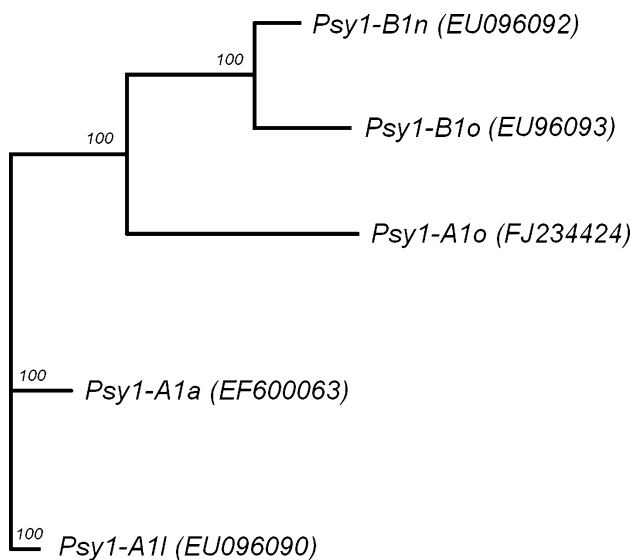 Psy1-B1n (EU096092)
100
100
Psy1-B1o (EU96093)
Psy1-A1o (FJ234424)
100
Psy1-A1a (EF600063)
100
Psy1-A1l (EU096090)